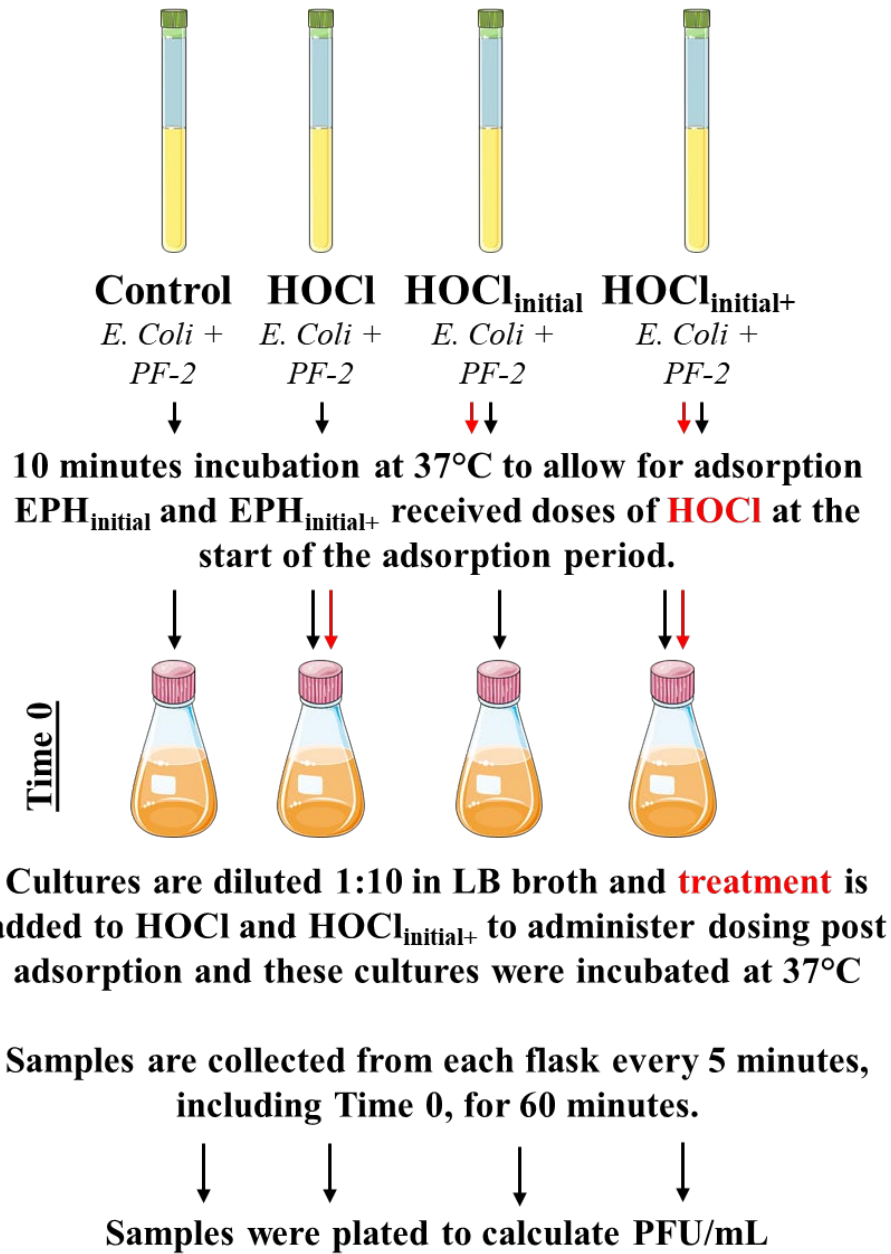 Control HOCl HOClinitial HOClinitial+
E. Coli + E. Coli + E. Coli + E. Coli +
PF-2 PF-2 PF-2 PF-2
10 minutes incubation at 37°C to allow for adsorption
EPHinitial and EPHinitial+ received doses of HOCl at the
start of the adsorption period.
Time 0
Cultures are diluted 1:10 in LB broth and treatment is
added to HOCl and HOClinitial+ to administer dosing post
adsorption and these cultures were incubated at 37°C
Samples are collected from each flask every 5 minutes,
including Time 0, for 60 minutes.
Samples were plated to calculate PFU/mL